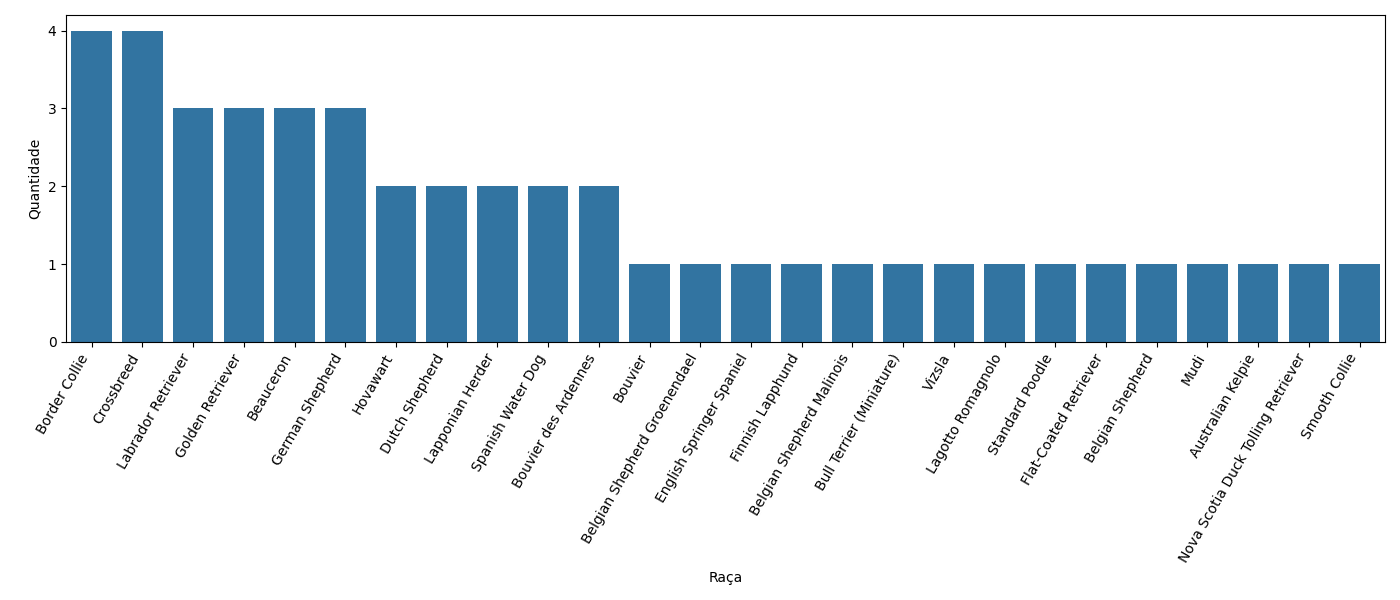 Quantidade
4
3
2
1
0
Border Collie
Crossbreed
Labrador Retriever
Golden Retriever
Beauceron
German Shepherd
Hovawart
Dutch Shepherd
Lapponian Herder
Spanish Water Dog
Bouvier des Ardennes
Bouvier
Belgian Shepherd Groenendael
English Springer Spaniel
Finnish Lapphund
Belgian Shepherd Malinois
Bull Terrier (Miniature)
Vizsla
Lagotto Romagnolo
Standard Poodle
Flat-Coated Retriever
Belgian Shepherd
Mudi
Australian Kelpie
Nova Scotia Duck Tolling Retriever
Smooth Collie
Raça